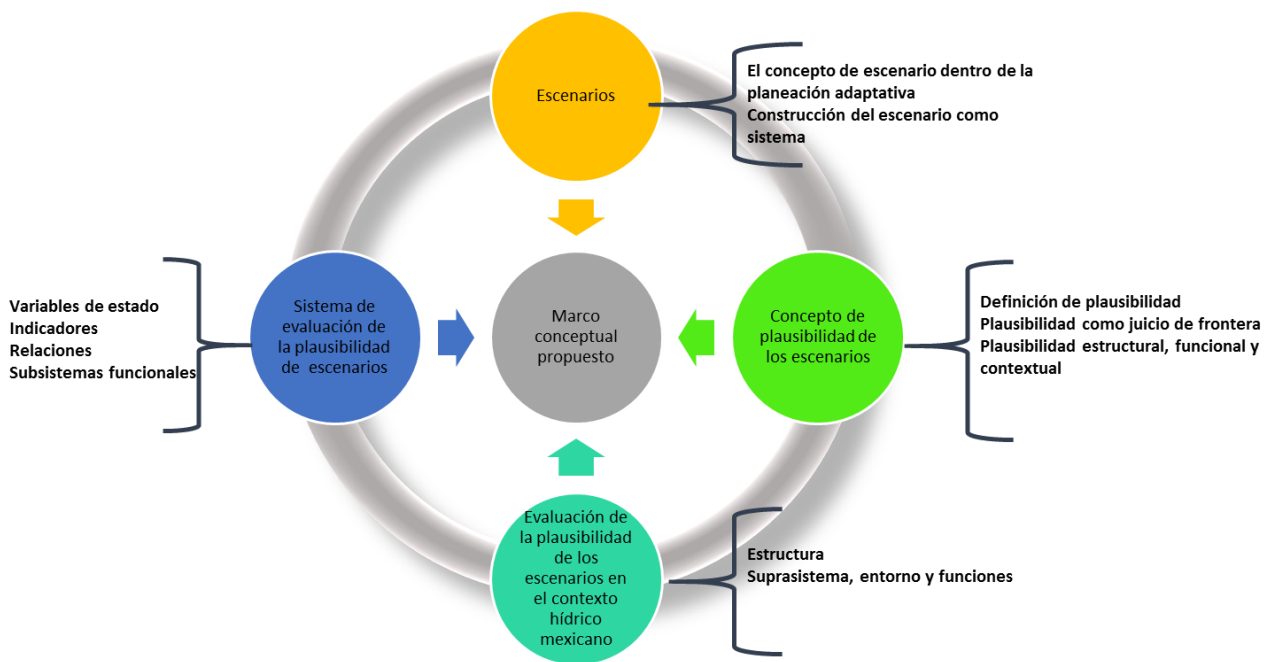 Escenarios
El concepto de escenario dentro de la
planeación adaptativa
Construcción del escenario como
sistema
Variables de estado
Indicadores
Relaciones
Subsistemas funcionales
Sistema de
evaluación de
la plausibilidad
de escenarios
Marco
conceptual
propuesto
Concepto de
plausibilidad de
los escenarios
Definición de plausibilidad
Plausibilidad como juicio de frontera
Plausibilidad estructural, funcional y
contextual
Evaluación de
la plausibilidad
de los
escenarios en
el contexto
hídrico
mexicano
Estructura
Suprasistema, entorno y funciones